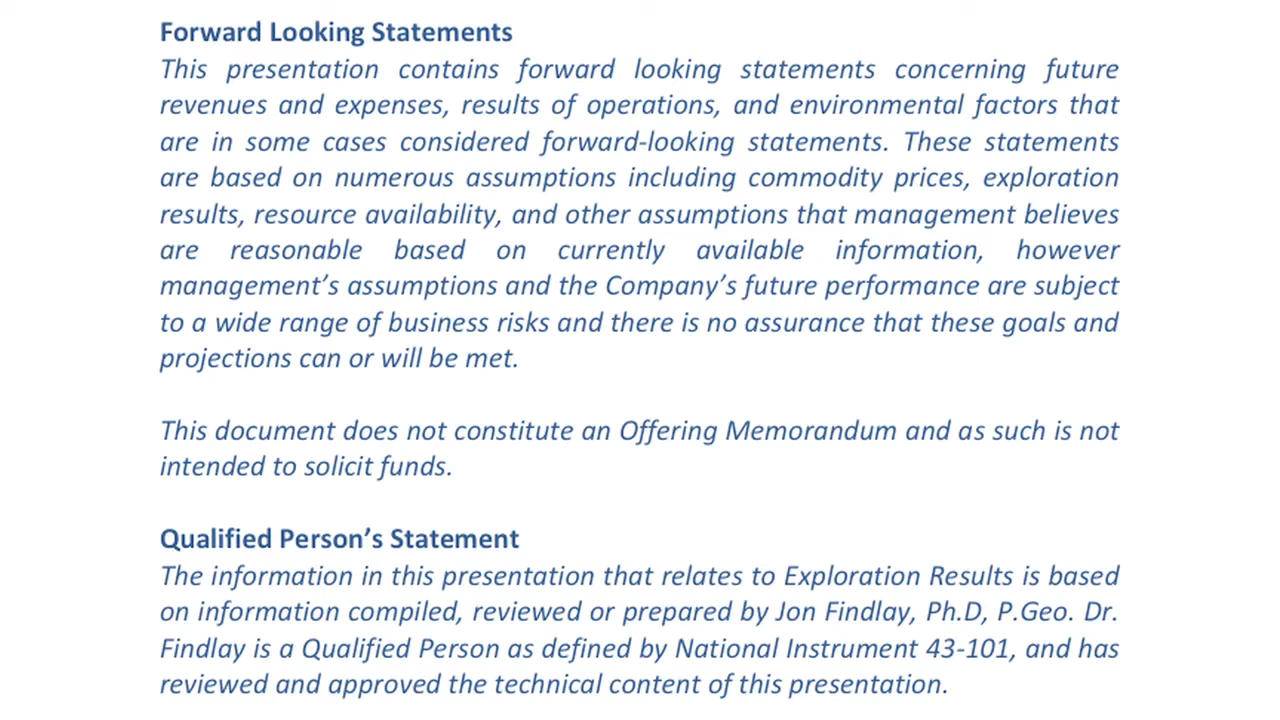 Forward Looking Statements
This presentation contains forward looking statements concerning future
revenues and expenses, results of operations, and environmental factors that
are in some cases considered forward-looking statements. These statements
are based on numerous assumptions including commodity prices, exploration
results, resource availability, and other assumptions that management believes
are reasonable based on currently available information, however
management’s assumptions and the Company’s future performance are subject
to a wide range of business risks and there is no assurance that these goals and
projections can or will be met.
This document does not constitute an Offering Memorandum and as such is not
intended to solicit funds.
Qualified Person’s Statement
The information in this presentation that relates to Exploration Results is based
on information compiled, reviewed or prepared by Jon Findlay, Ph.D, P.Geo. Dr.
Findlay is a Qualified Person as defined by National Instrument 43-101, and has
reviewed and approved the technical content of this presentation.